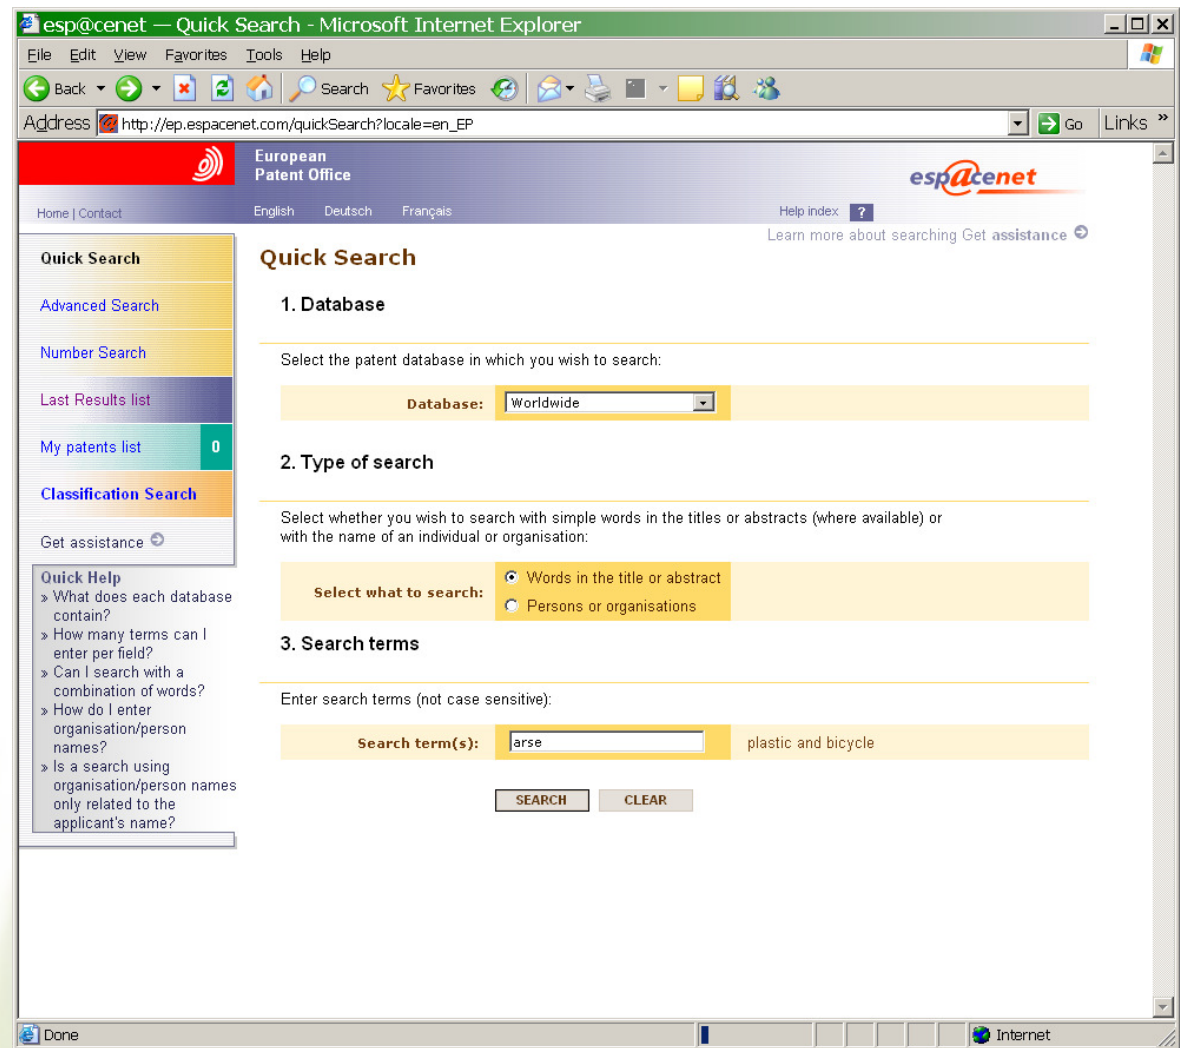 esp@cenet — Quick Search - Microsoft Internet Explorer
File Edit View Favorites Tools Help
Back Search Favorites
Address http://ep.espacenet.com/quickSearch?locale=en_EP Go Links »
European
Patent Office
esp@cenet
Home | Contact English Deutsch Français Help index ?
Learn more about searching Get assistance
Quick Search
Advanced Search
Number Search
Last Results list
My patents list 0
Classification Search
Get assistance
Quick Help
» What does each database
contain?
» How many terms can I
enter per field?
» Can I search with a
combination of words?
» How do I enter
organisation/person
names?
» Is a search using
organisation/person names
only related to the
applicant's name?
Quick Search
1. Database
Select the patent database in which you wish to search:
Database: Worldwide
2. Type of search
Select whether you wish to search with simple words in the titles or abstracts (where available) or
with the name of an individual or organisation:
Select what to search:
Words in the title or abstract
Persons or organisations
3. Search terms
Enter search terms (not case sensitive):
Search term(s): arse plastic and bicycle
SEARCH CLEAR
Done Internet